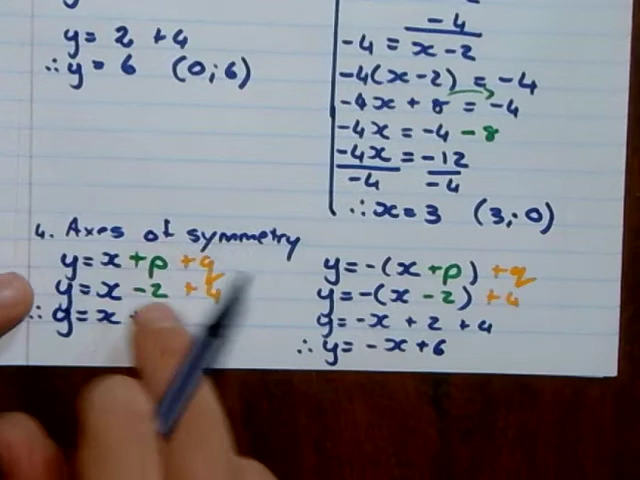 y = 2 + 4
∴ y = 6 (0;6)
-4
-4 = x - 2
-4(x - 2) = -4
-4x + 8 = -4
-4x = -4 - 8
-4x = -12
-4 -4
∴ x = 3 (3;0)
4. Axes of symmetry
y = x + p + q
y = x - 2 + 4
∴ y = x
y = -(x + p) + q
y = -(x - 2) + 4
y = -x + 2 + 4
∴ y = -x + 6